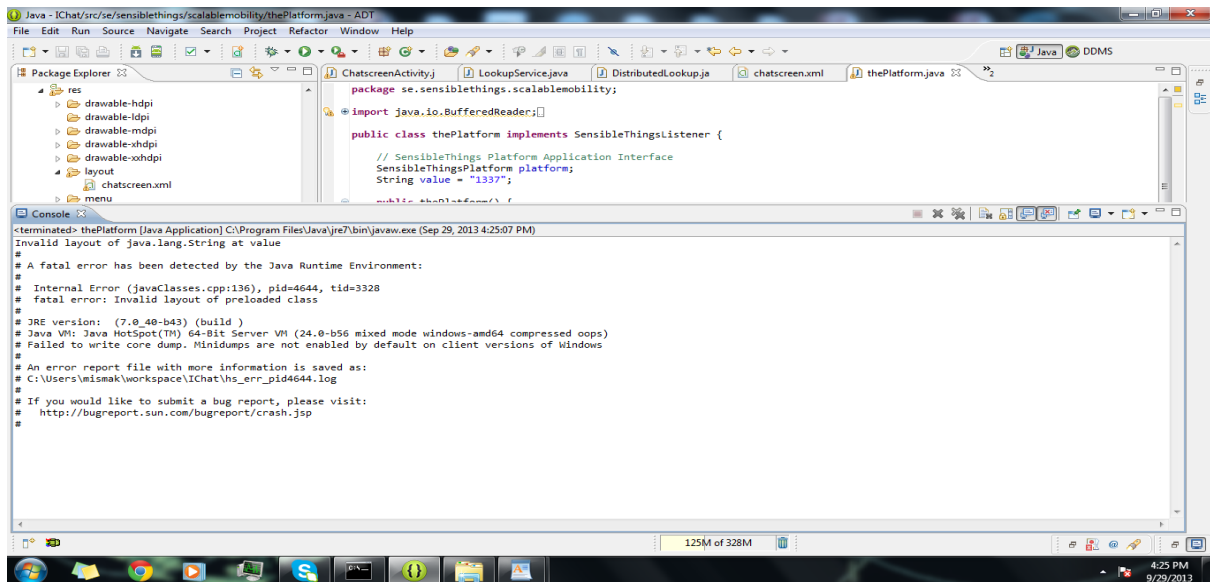 Java - IChat/src/se/sensiblethings/scalablemobility/thePlatform.java - ADT
File Edit Run Source Navigate Search Project Refactor Window Help
Java DDMS
Package Explorer
ChatscreenActivity.j LookupService.java DistributedLookup.ja chatscreen.xml thePlatform.java »2
res
drawable-hdpi
drawable-ldpi
drawable-mdpi
drawable-xhdpi
drawable-xxhdpi
layout
chatscreen.xml
menu
package se.sensiblethings.scalablemobility;
import java.io.BufferedReader;
public class thePlatform implements SensibleThingsListener {
// SensibleThings Platform Application Interface
SensibleThingsPlatform platform;
String value = "1337";
public thePlatform() {
Console
<terminated> thePlatform [Java Application] C:\Program Files\Java\jre7\bin\javaw.exe (Sep 29, 2013 4:25:07 PM)
Invalid layout of java.lang.String at value
#
# A fatal error has been detected by the Java Runtime Environment:
#
#  Internal Error (javaClasses.cpp:136), pid=4644, tid=3328
#  fatal error: Invalid layout of preloaded class
#
# JRE version:  (7.0_40-b43) (build )
# Java VM: Java HotSpot(TM) 64-Bit Server VM (24.0-b56 mixed mode windows-amd64 compressed oops)
# Failed to write core dump. Minidumps are not enabled by default on client versions of Windows
#
# An error report file with more information is saved as:
# C:\Users\mismak\workspace\IChat\hs_err_pid4644.log
#
# If you would like to submit a bug report, please visit:
#   http://bugreport.sun.com/bugreport/crash.jsp
#
125M of 328M
4:25 PM
9/29/2013